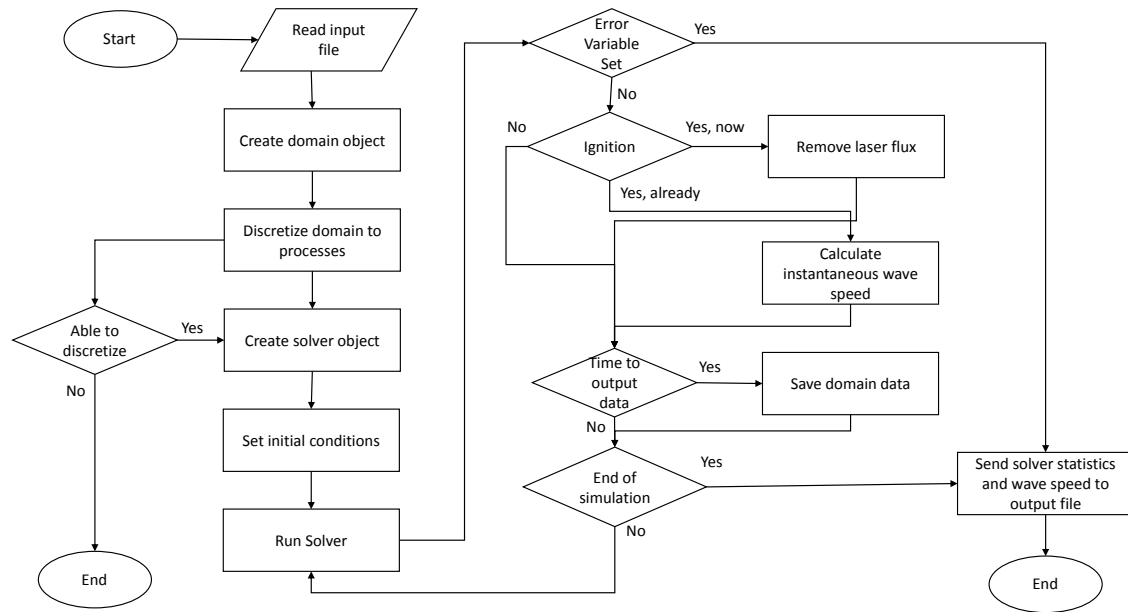 Start
Read input
file
Create domain object
Discretize domain to
processes
Able to
discretize
Yes
No
Create solver object
Set initial conditions
Run Solver
End
Error
Variable
Set
Yes
No
Ignition
No
Yes, now
Yes, already
Remove laser flux
Calculate
instantaneous wave
speed
Time to
output
data
Yes
No
Save domain data
End of
simulation
Yes
No
Send solver statistics
and wave speed to
output file
End